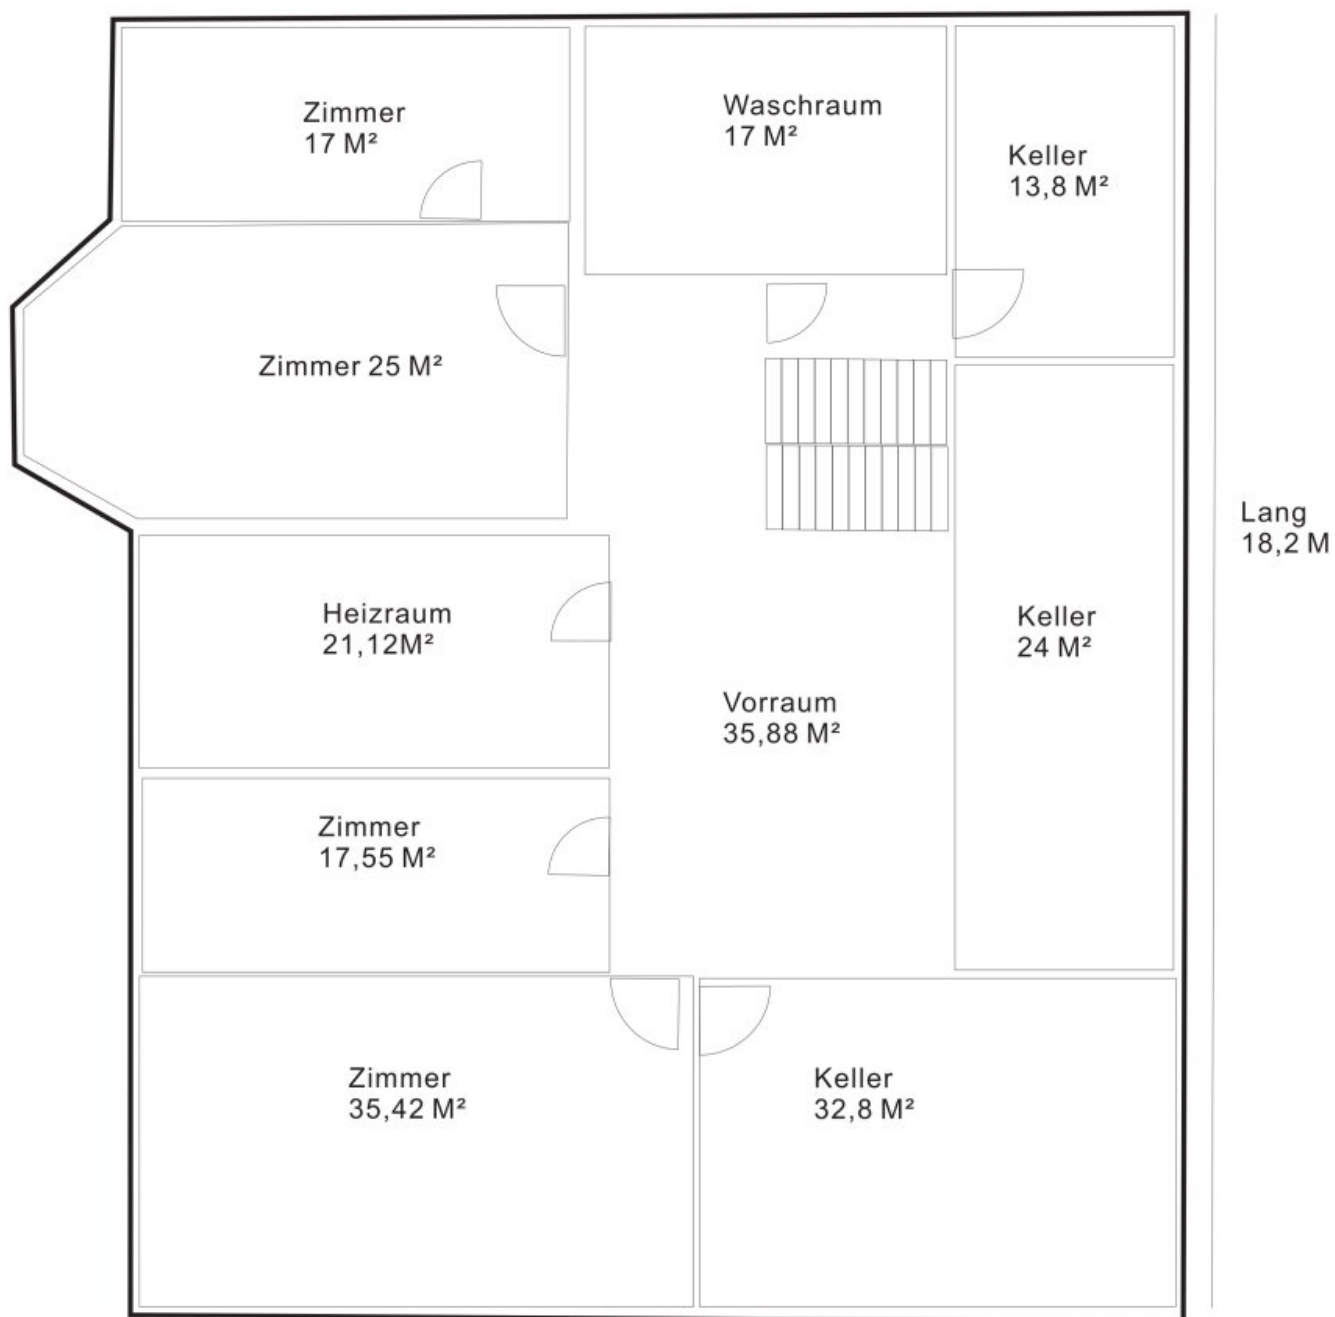 Zimmer
17 M²
Waschraum
17 M²
Keller
13,8 M²
Zimmer 25 M²
Lang
18,2 M
Heizraum
21,12M²
Keller
24 M²
Vorraum
35,88 M²
Zimmer
17,55 M²
Zimmer
35,42 M²
Keller
32,8 M²